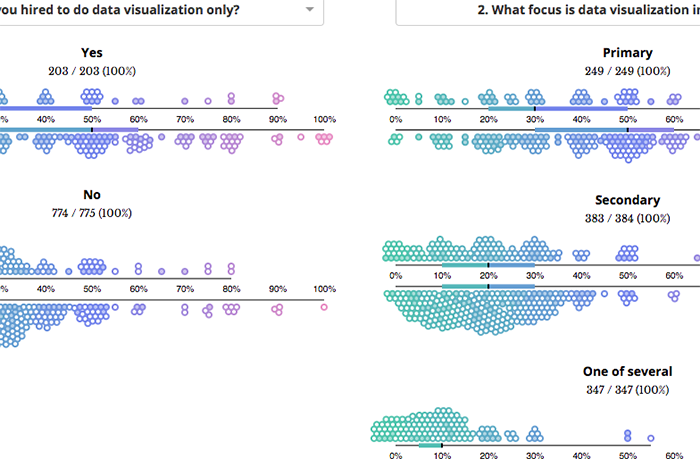 you hired to do data visualization only?
Yes
203 / 203 (100%)
40% 50% 60% 70% 80% 90% 100%
No
774 / 775 (100%)
40% 50% 60% 70% 80% 90% 100%
2. What focus is data visualization in
Primary
249 / 249 (100%)
0% 10% 20% 30% 40% 50% 60%
Secondary
383 / 384 (100%)
0% 10% 20% 30% 40% 50% 60%
One of several
347 / 347 (100%)
0% 10% 20% 30% 40% 50% 60%